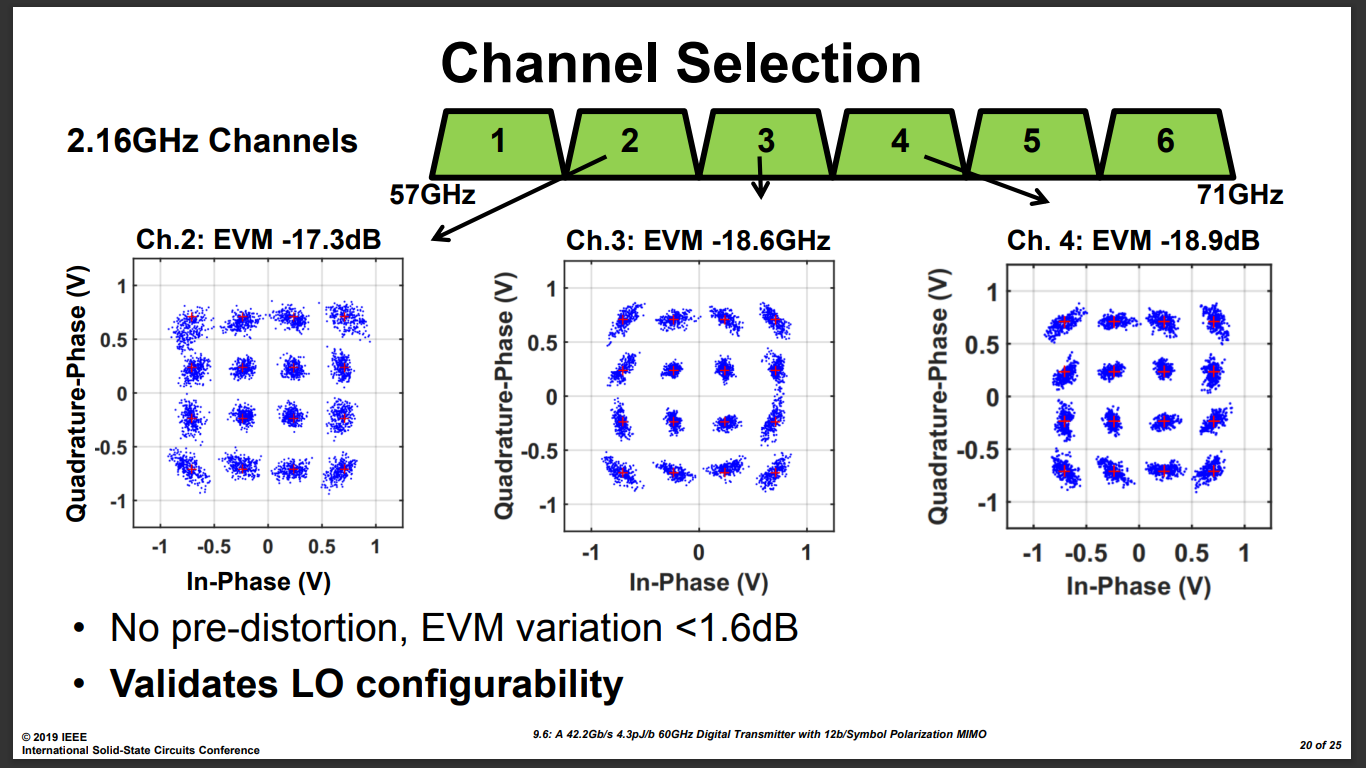 Channel Selection
2.16GHz Channels
1 2 3 4 5 6
57GHz
71GHz
Ch.2: EVM -17.3dB
Quadrature-Phase (V)
1
0.5
0
-0.5
-1
-1 -0.5 0 0.5 1
In-Phase (V)
Ch.3: EVM -18.6GHz
Quadrature-Phase (V)
1
0.5
0
-0.5
-1
-1 0 1
In-Phase (V)
Ch. 4: EVM -18.9dB
Quadrature-Phase (V)
1
0.5
0
-0.5
-1
-1 -0.5 0 0.5 1
In-Phase (V)
• No pre-distortion, EVM variation <1.6dB
• Validates LO configurability
© 2019 IEEE
International Solid-State Circuits Conference
9.6: A 42.2Gb/s 4.3pJ/b 60GHz Digital Transmitter with 12b/Symbol Polarization MIMO
20 of 25